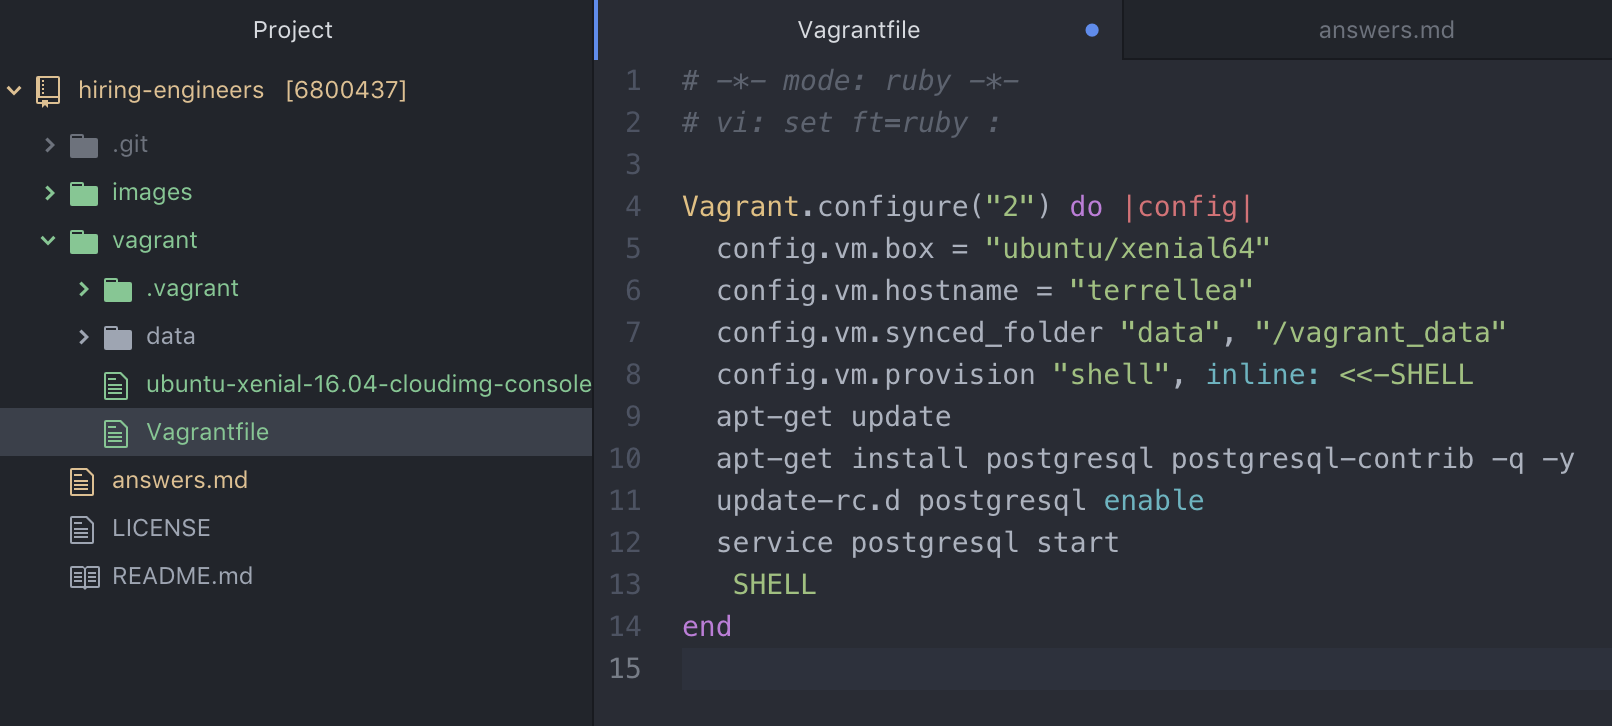 Project
hiring-engineers [6800437]
.git
images
vagrant
.vagrant
data
ubuntu-xenial-16.04-cloudimg-console
Vagrantfile
answers.md
LICENSE
README.md
Vagrantfile
answers.md
1 # -*- mode: ruby -*-
2 # vi: set ft=ruby :
3
4 Vagrant.configure("2") do |config|
5 config.vm.box = "ubuntu/xenial64"
6 config.vm.hostname = "terrellea"
7 config.vm.synced_folder "data", "/vagrant_data"
8 config.vm.provision "shell", inline: <<-SHELL
9 apt-get update
10 apt-get install postgresql postgresql-contrib -q -y
11 update-rc.d postgresql enable
12 service postgresql start
13 SHELL
14 end
15